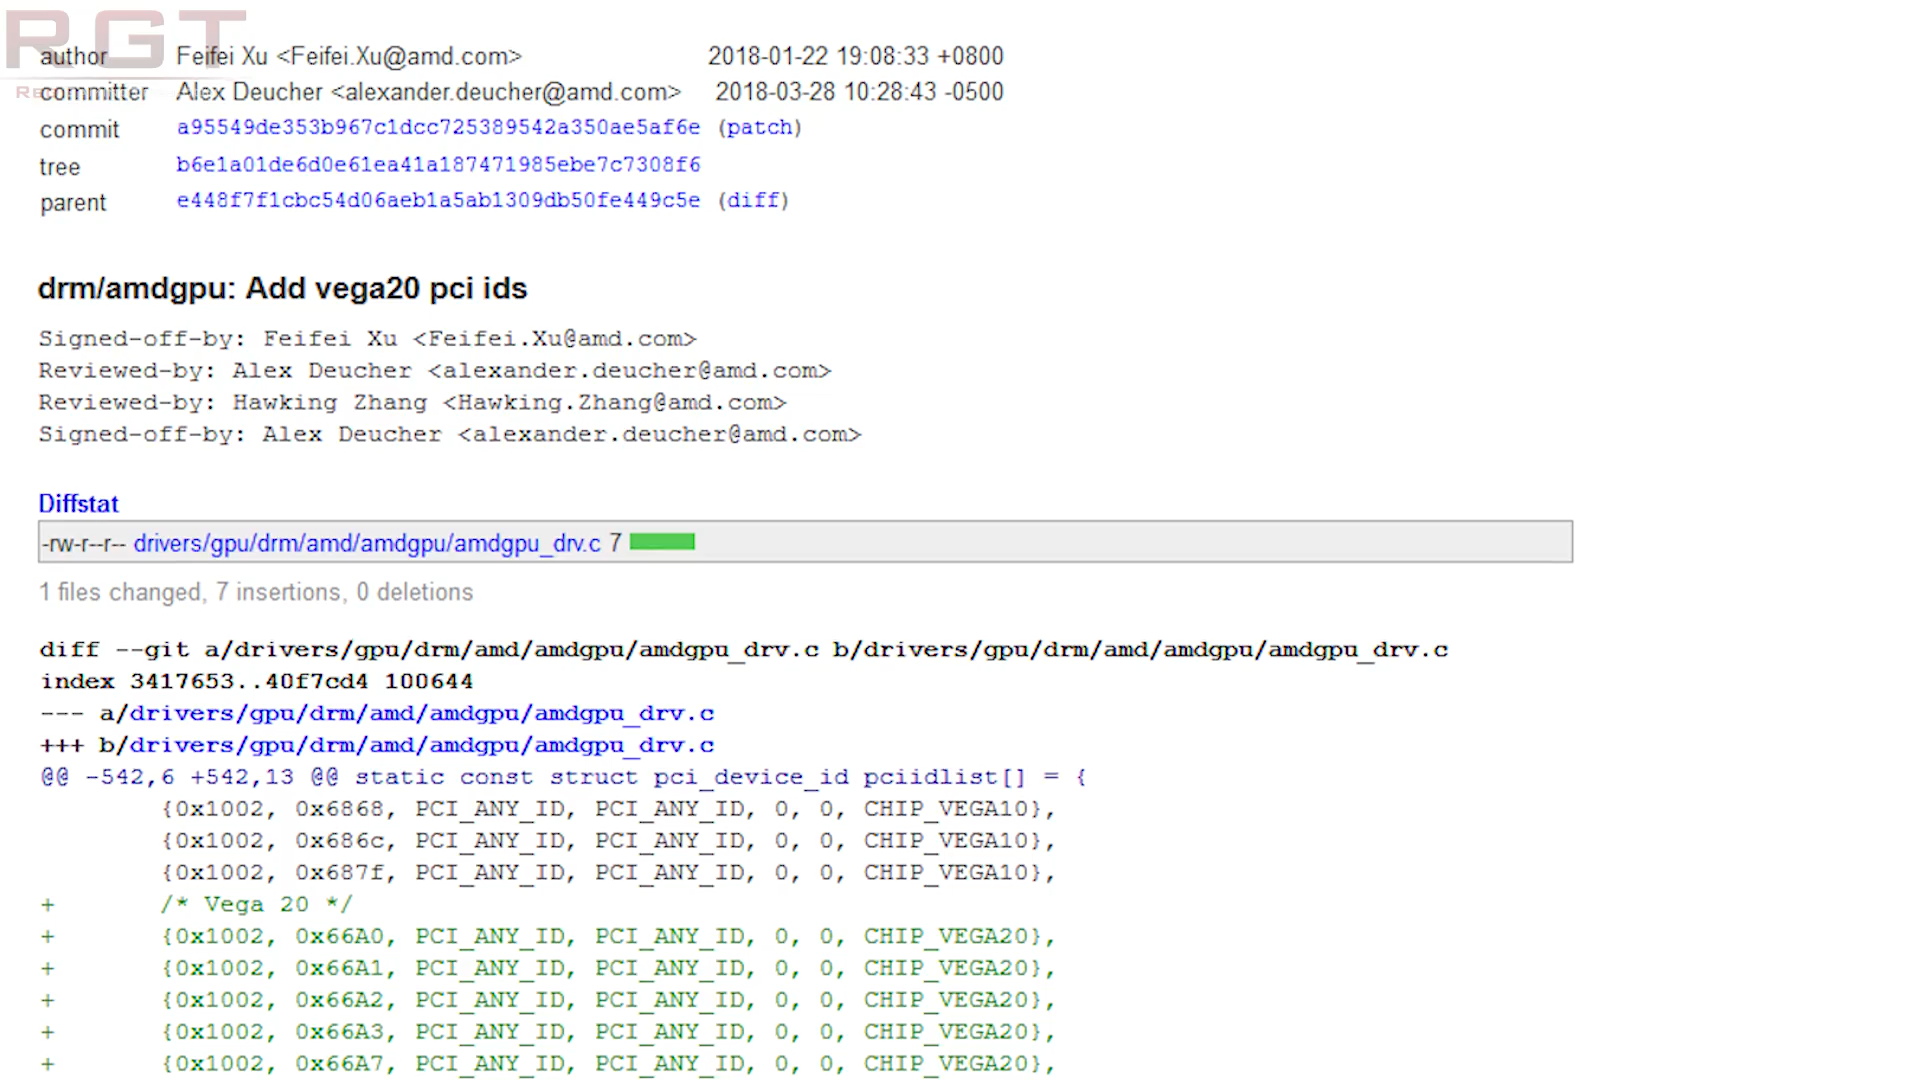 RGT
author Feifei Xu <Feifei.Xu@amd.com> 2018-01-22 19:08:33 +0800
committer Alex Deucher <alexander.deucher@amd.com> 2018-03-28 10:28:43 -0500
commit a95549de353b967c1dcc725389542a350ae5af6e (patch)
tree b6e1a01de6d0e61ea41a187471985ebe7c7308f6
parent e448f7f1cbc54d06aeb1a5ab1309db50fe449c5e (diff)
drm/amdgpu: Add vega20 pci ids
Signed-off-by: Feifei Xu <Feifei.Xu@amd.com>
Reviewed-by: Alex Deucher <alexander.deucher@amd.com>
Reviewed-by: Hawking Zhang <Hawking.Zhang@amd.com>
Signed-off-by: Alex Deucher <alexander.deucher@amd.com>
Diffstat
-rw-r--r-- drivers/gpu/drm/amd/amdgpu/amdgpu_drv.c 7
1 files changed, 7 insertions, 0 deletions
diff --git a/drivers/gpu/drm/amd/amdgpu/amdgpu_drv.c b/drivers/gpu/drm/amd/amdgpu/amdgpu_drv.c
index 3417653..40f7cd4 100644
--- a/drivers/gpu/drm/amd/amdgpu/amdgpu_drv.c
+++ b/drivers/gpu/drm/amd/amdgpu/amdgpu_drv.c
@@ -542,6 +542,13 @@ static const struct pci_device_id pciidlist[] = {
{0x1002, 0x6868, PCI_ANY_ID, PCI_ANY_ID, 0, 0, CHIP_VEGA10},
{0x1002, 0x686c, PCI_ANY_ID, PCI_ANY_ID, 0, 0, CHIP_VEGA10},
{0x1002, 0x687f, PCI_ANY_ID, PCI_ANY_ID, 0, 0, CHIP_VEGA10},
+ /* Vega 20 */
+ {0x1002, 0x66A0, PCI_ANY_ID, PCI_ANY_ID, 0, 0, CHIP_VEGA20},
+ {0x1002, 0x66A1, PCI_ANY_ID, PCI_ANY_ID, 0, 0, CHIP_VEGA20},
+ {0x1002, 0x66A2, PCI_ANY_ID, PCI_ANY_ID, 0, 0, CHIP_VEGA20},
+ {0x1002, 0x66A3, PCI_ANY_ID, PCI_ANY_ID, 0, 0, CHIP_VEGA20},
+ {0x1002, 0x66A7, PCI_ANY_ID, PCI_ANY_ID, 0, 0, CHIP_VEGA20},